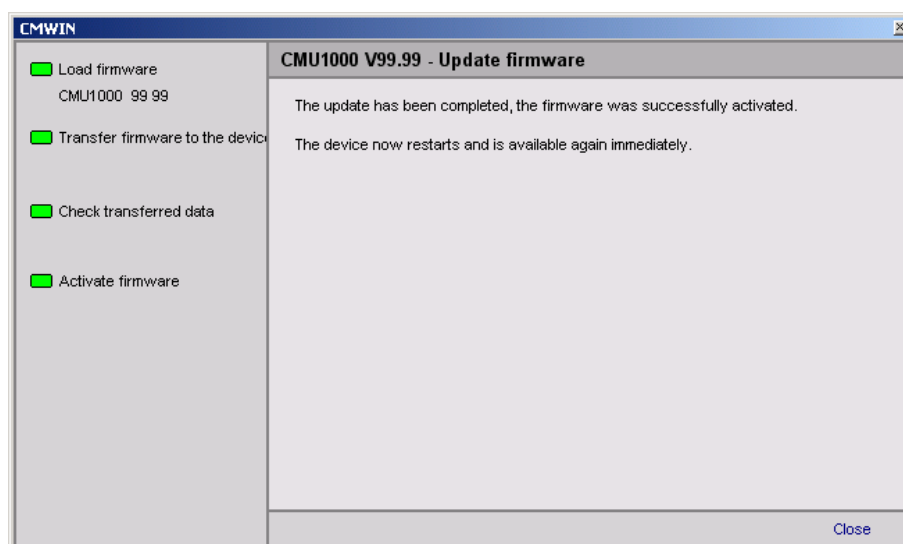 CMWIN
Load firmware
CMU1000 99 99
Transfer firmware to the device
Check transferred data
Activate firmware
CMU1000 V99.99 - Update firmware
The update has been completed, the firmware was successfully activated.
The device now restarts and is available again immediately.
Close